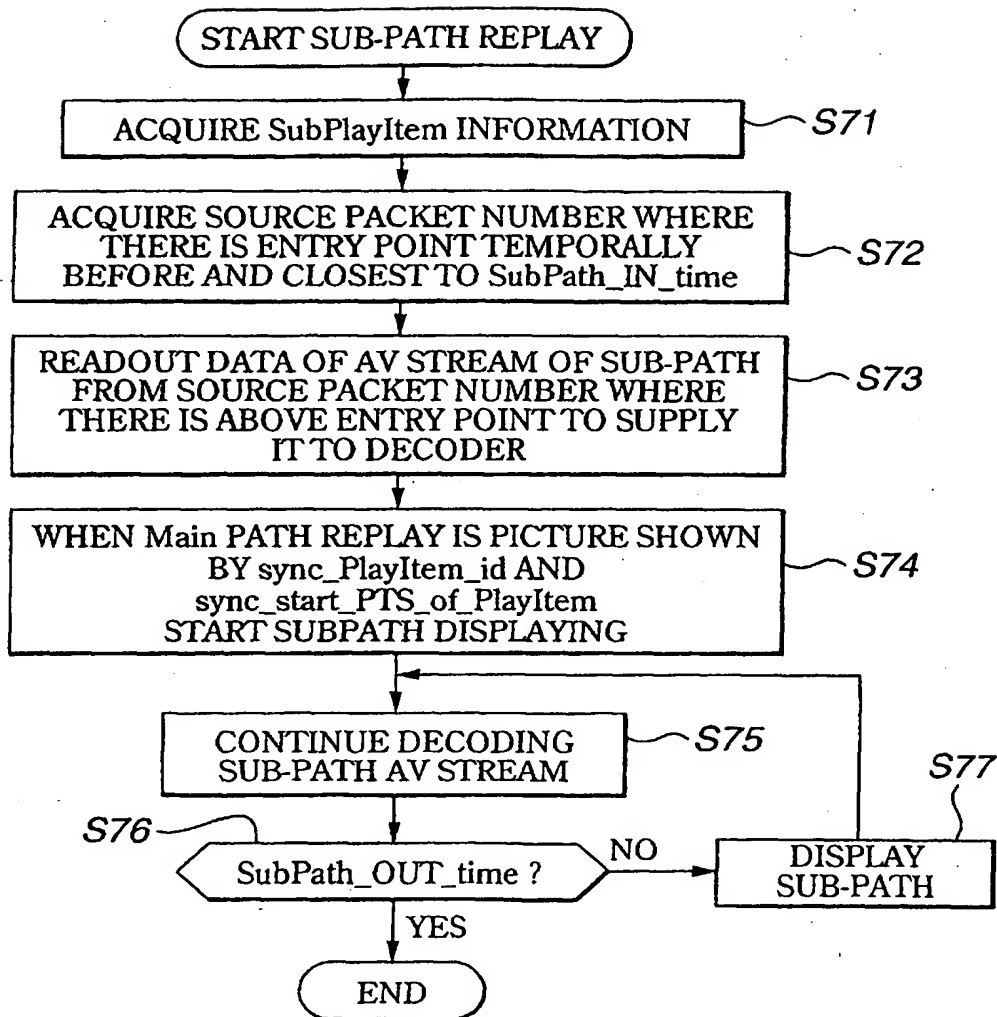 START SUB-PATH REPLAY
ACQUIRE SubPlayItem INFORMATION
S71
ACQUIRE SOURCE PACKET NUMBER WHERE
THERE IS ENTRY POINT TEMPORALLY
BEFORE AND CLOSEST TO SubPath_IN_time
S72
READOUT DATA OF AV STREAM OF SUB-PATH
FROM SOURCE PACKET NUMBER WHERE
THERE IS ABOVE ENTRY POINT TO SUPPLY
IT TO DECODER
S73
WHEN Main PATH REPLAY IS PICTURE SHOWN
BY sync_PlayItem_id AND
sync_start_PTS_of_PlayItem
START SUBPATH DISPLAYING
S74
CONTINUE DECODING
SUB-PATH AV STREAM
S75
S76
SubPath_OUT_time ?
NO
S77
DISPLAY
SUB-PATH
YES
END